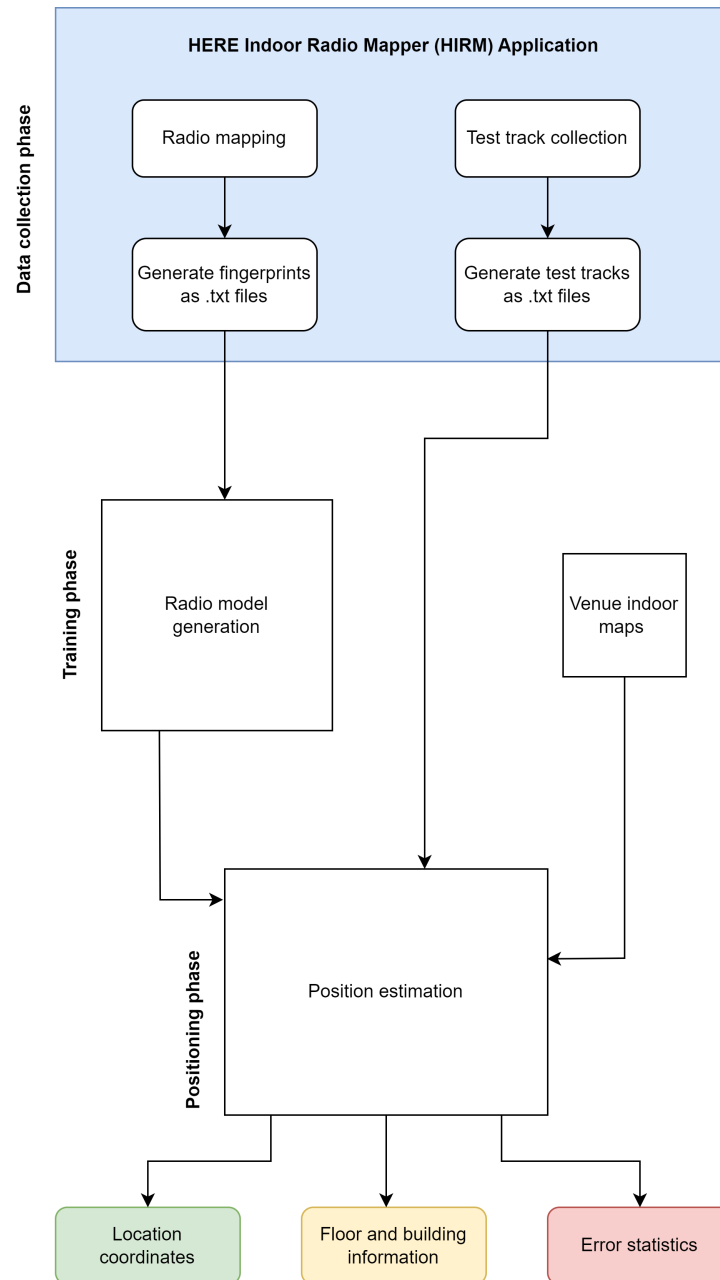 HERE Indoor Radio Mapper (HIRM) Application
Data collection phase
Radio mapping
Test track collection
Generate fingerprints
as .txt files
Generate test tracks
as .txt files
Training phase
Radio model
generation
Venue indoor
maps
Positioning phase
Position estimation
Location
coordinates
Floor and building
information
Error statistics